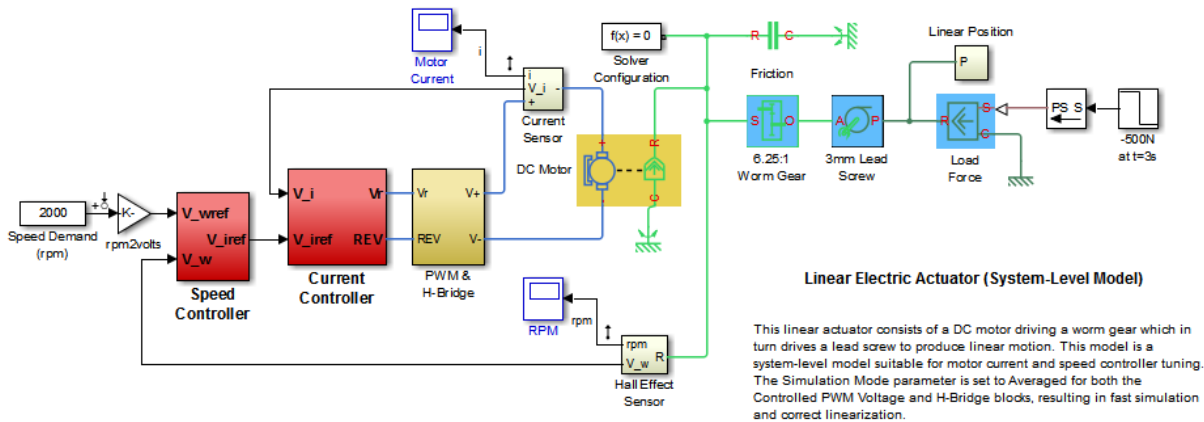 Motor
Current
i
i
V_i
-
+
Current
Sensor
f(x) = 0
Solver
Configuration
R
C
Friction
Linear Position
P
S
O
6.25:1
Worm Gear
A
P
3mm Lead
Screw
R
S
C
Load
Force
PS S
-500N
at t=3s
DC Motor
+
-
R
C
2000
Speed Demand
(rpm)
K-
rpm2volts
V_wref
V_w
V_iref
Speed
Controller
V_i
V_iref
Vr
REV
Current
Controller
Vr
REV
V+
V-
PWM &
H-Bridge
RPM
rpm
rpm
V_w
R
Hall Effect
Sensor
Linear Electric Actuator (System-Level Model)
This linear actuator consists of a DC motor driving a worm gear which in
turn drives a lead screw to produce linear motion. This model is a
system-level model suitable for motor current and speed controller tuning.
The Simulation Mode parameter is set to Averaged for both the
Controlled PWM Voltage and H-Bridge blocks, resulting in fast simulation
and correct linearization.